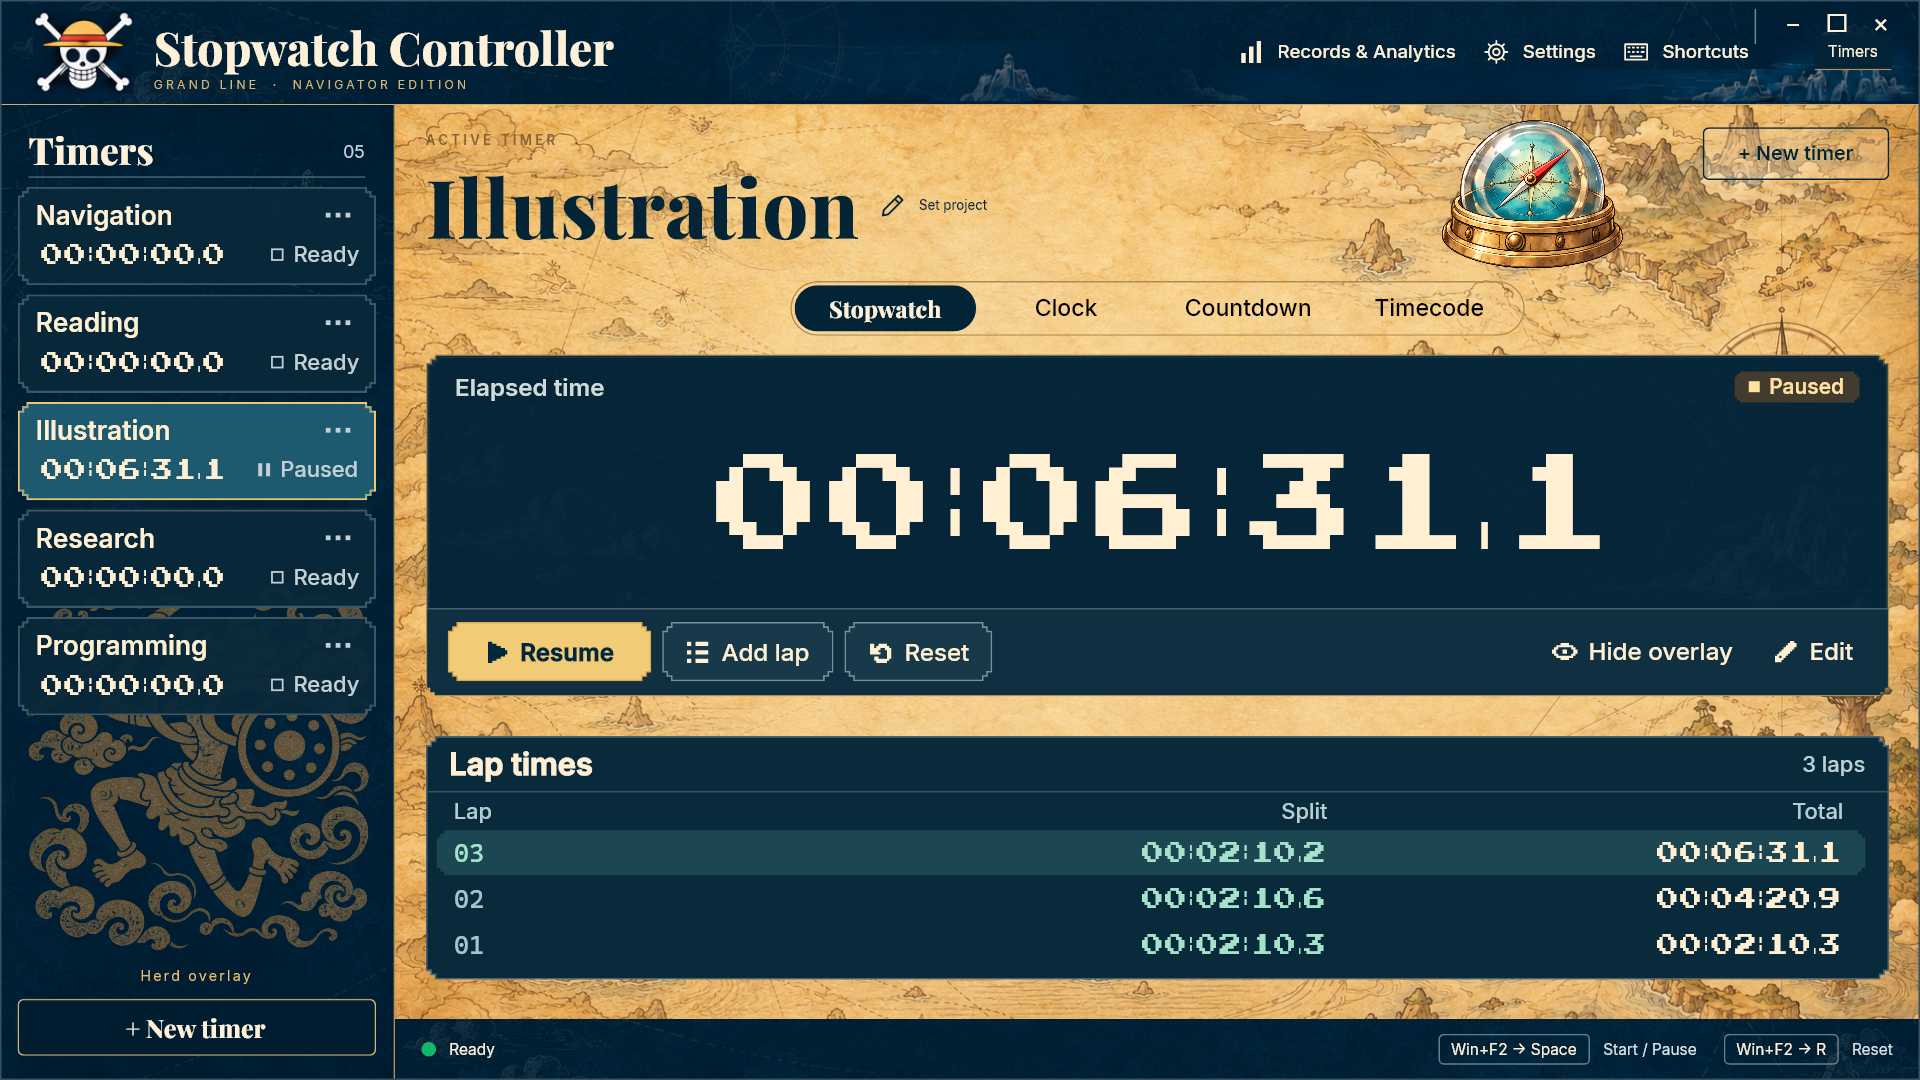 Stopwatch Controller
GRAND LINE · NAVIGATOR EDITION
Records & Analytics
Settings
Shortcuts
Timers
Timers
05
Navigation
00:00:00.0
Ready
Reading
00:00:00.0
Ready
Illustration
00:06:31.1
Paused
Research
00:00:00.0
Ready
Programming
00:00:00.0
Ready
Herd overlay
+ New timer
ACTIVE TIMER
Illustration
Set project
+ New timer
Stopwatch
Clock
Countdown
Timecode
Elapsed time
Paused
00:06:31.1
Resume
Add lap
Reset
Hide overlay
Edit
Lap times
3 laps
Lap Split Total
03 00:02:10.2 00:06:31.1
02 00:02:10.6 00:04:20.9
01 00:02:10.3 00:02:10.3
Ready
Win+F2 → Space
Start / Pause
Win+F2 → R
Reset